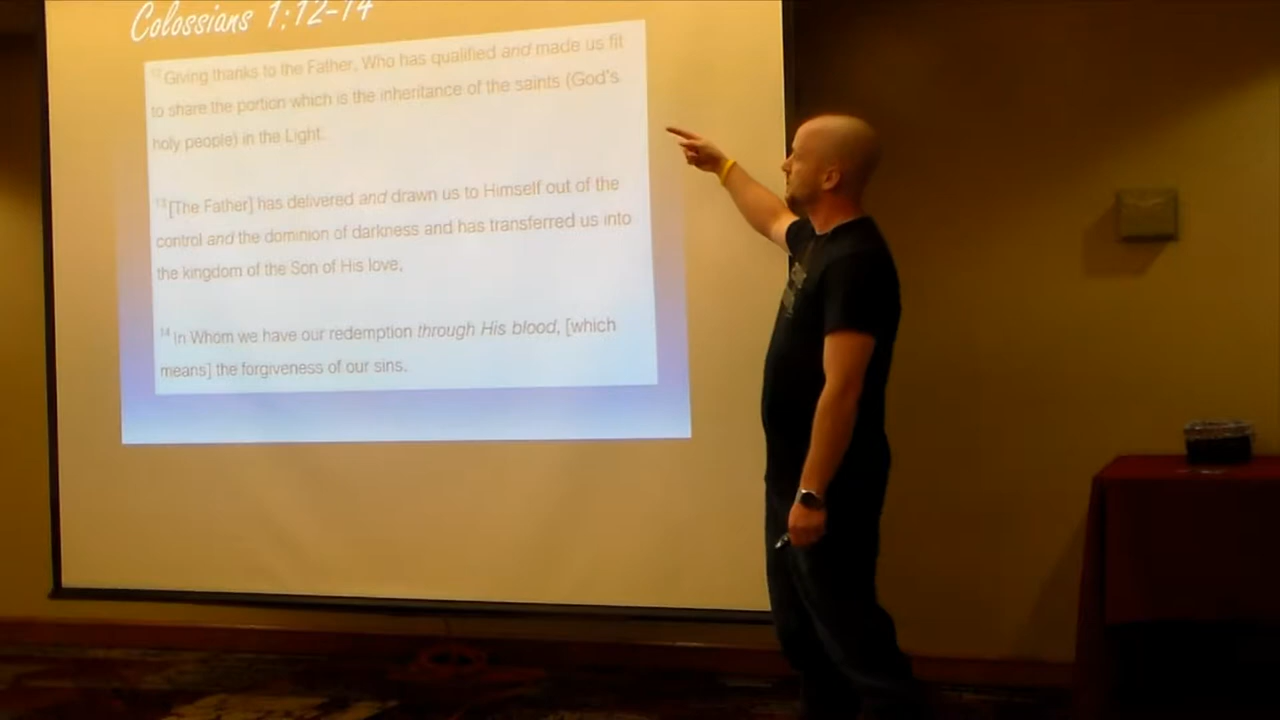 Colossians 1:12-14
12 Giving thanks to the Father, Who has qualified and made us fit
to share the portion which is the inheritance of the saints (God's
holy people) in the Light.
13 [The Father] has delivered and drawn us to Himself out of the
control and the dominion of darkness and has transferred us into
the kingdom of the Son of His love,
14 In Whom we have our redemption through His blood, [which
means] the forgiveness of our sins.